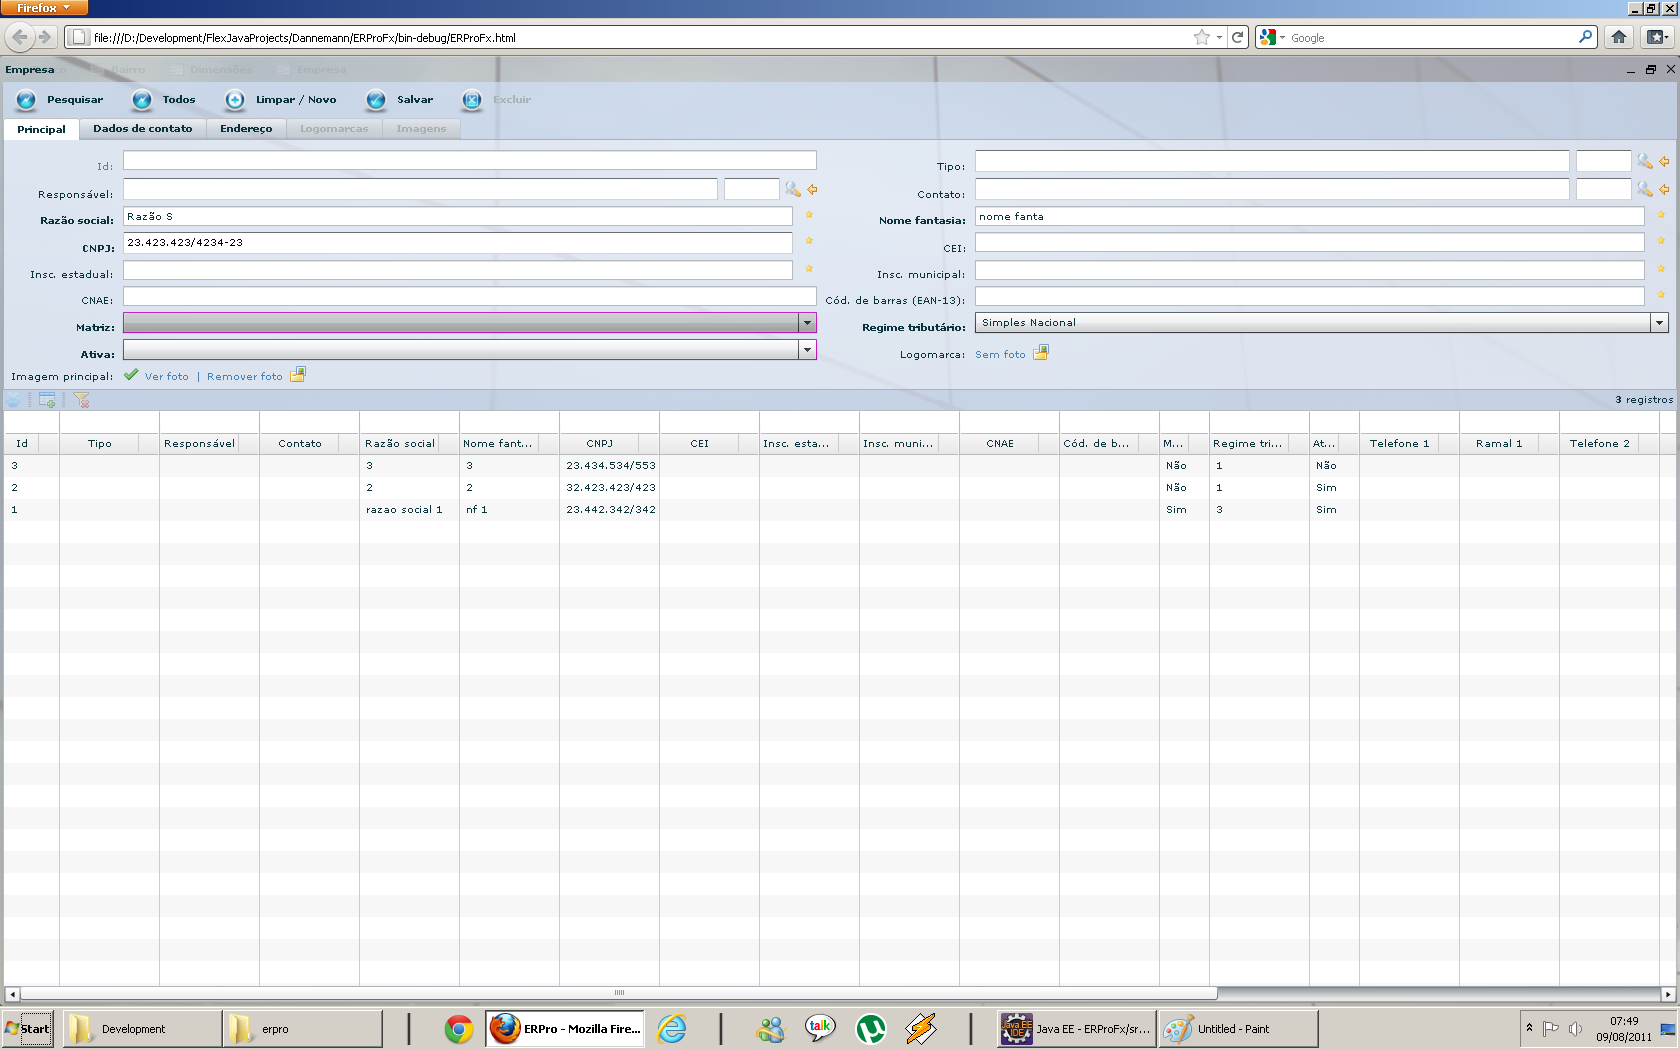 Firefox
file:///D:/Development/FlexJavaProjects/Dannemann/ERProFx/bin-debug/ERProFx.html
Google
Empresa Bairro Dimensões Empresa
Pesquisar Todos Limpar / Novo Salvar Excluir
Principal Dados de contato Endereço Logomarcas Imagens
Id: Tipo:
Responsável: Contato:
Razão social: Razão S Nome fantasia: nome fanta
CNPJ: 23.423.423/4234-23 CEI:
Insc. estadual: Insc. municipal:
CNAE: Cód. de barras (EAN-13):
Matriz: Regime tributário: Simples Nacional
Ativa: Logomarca: Sem foto
Imagem principal: Ver foto | Remover foto
3 registros
Id Tipo Responsável Contato Razão social Nome fant... CNPJ CEI Insc. esta... Insc. muni... CNAE Cód. de b... M... Regime tri... At... Telefone 1 Ramal 1 Telefone 2
3 3 3 23.434.534/553 Não 1 Não
2 2 2 32.423.423/423 Não 1 Sim
1 razao social 1 nf 1 23.442.342/342 Sim 3 Sim
Start Development erpro ERPro - Mozilla Fire... talk Java EE IDE Java EE - ERProFx/sr... Untitled - Paint 07:49
09/08/2011